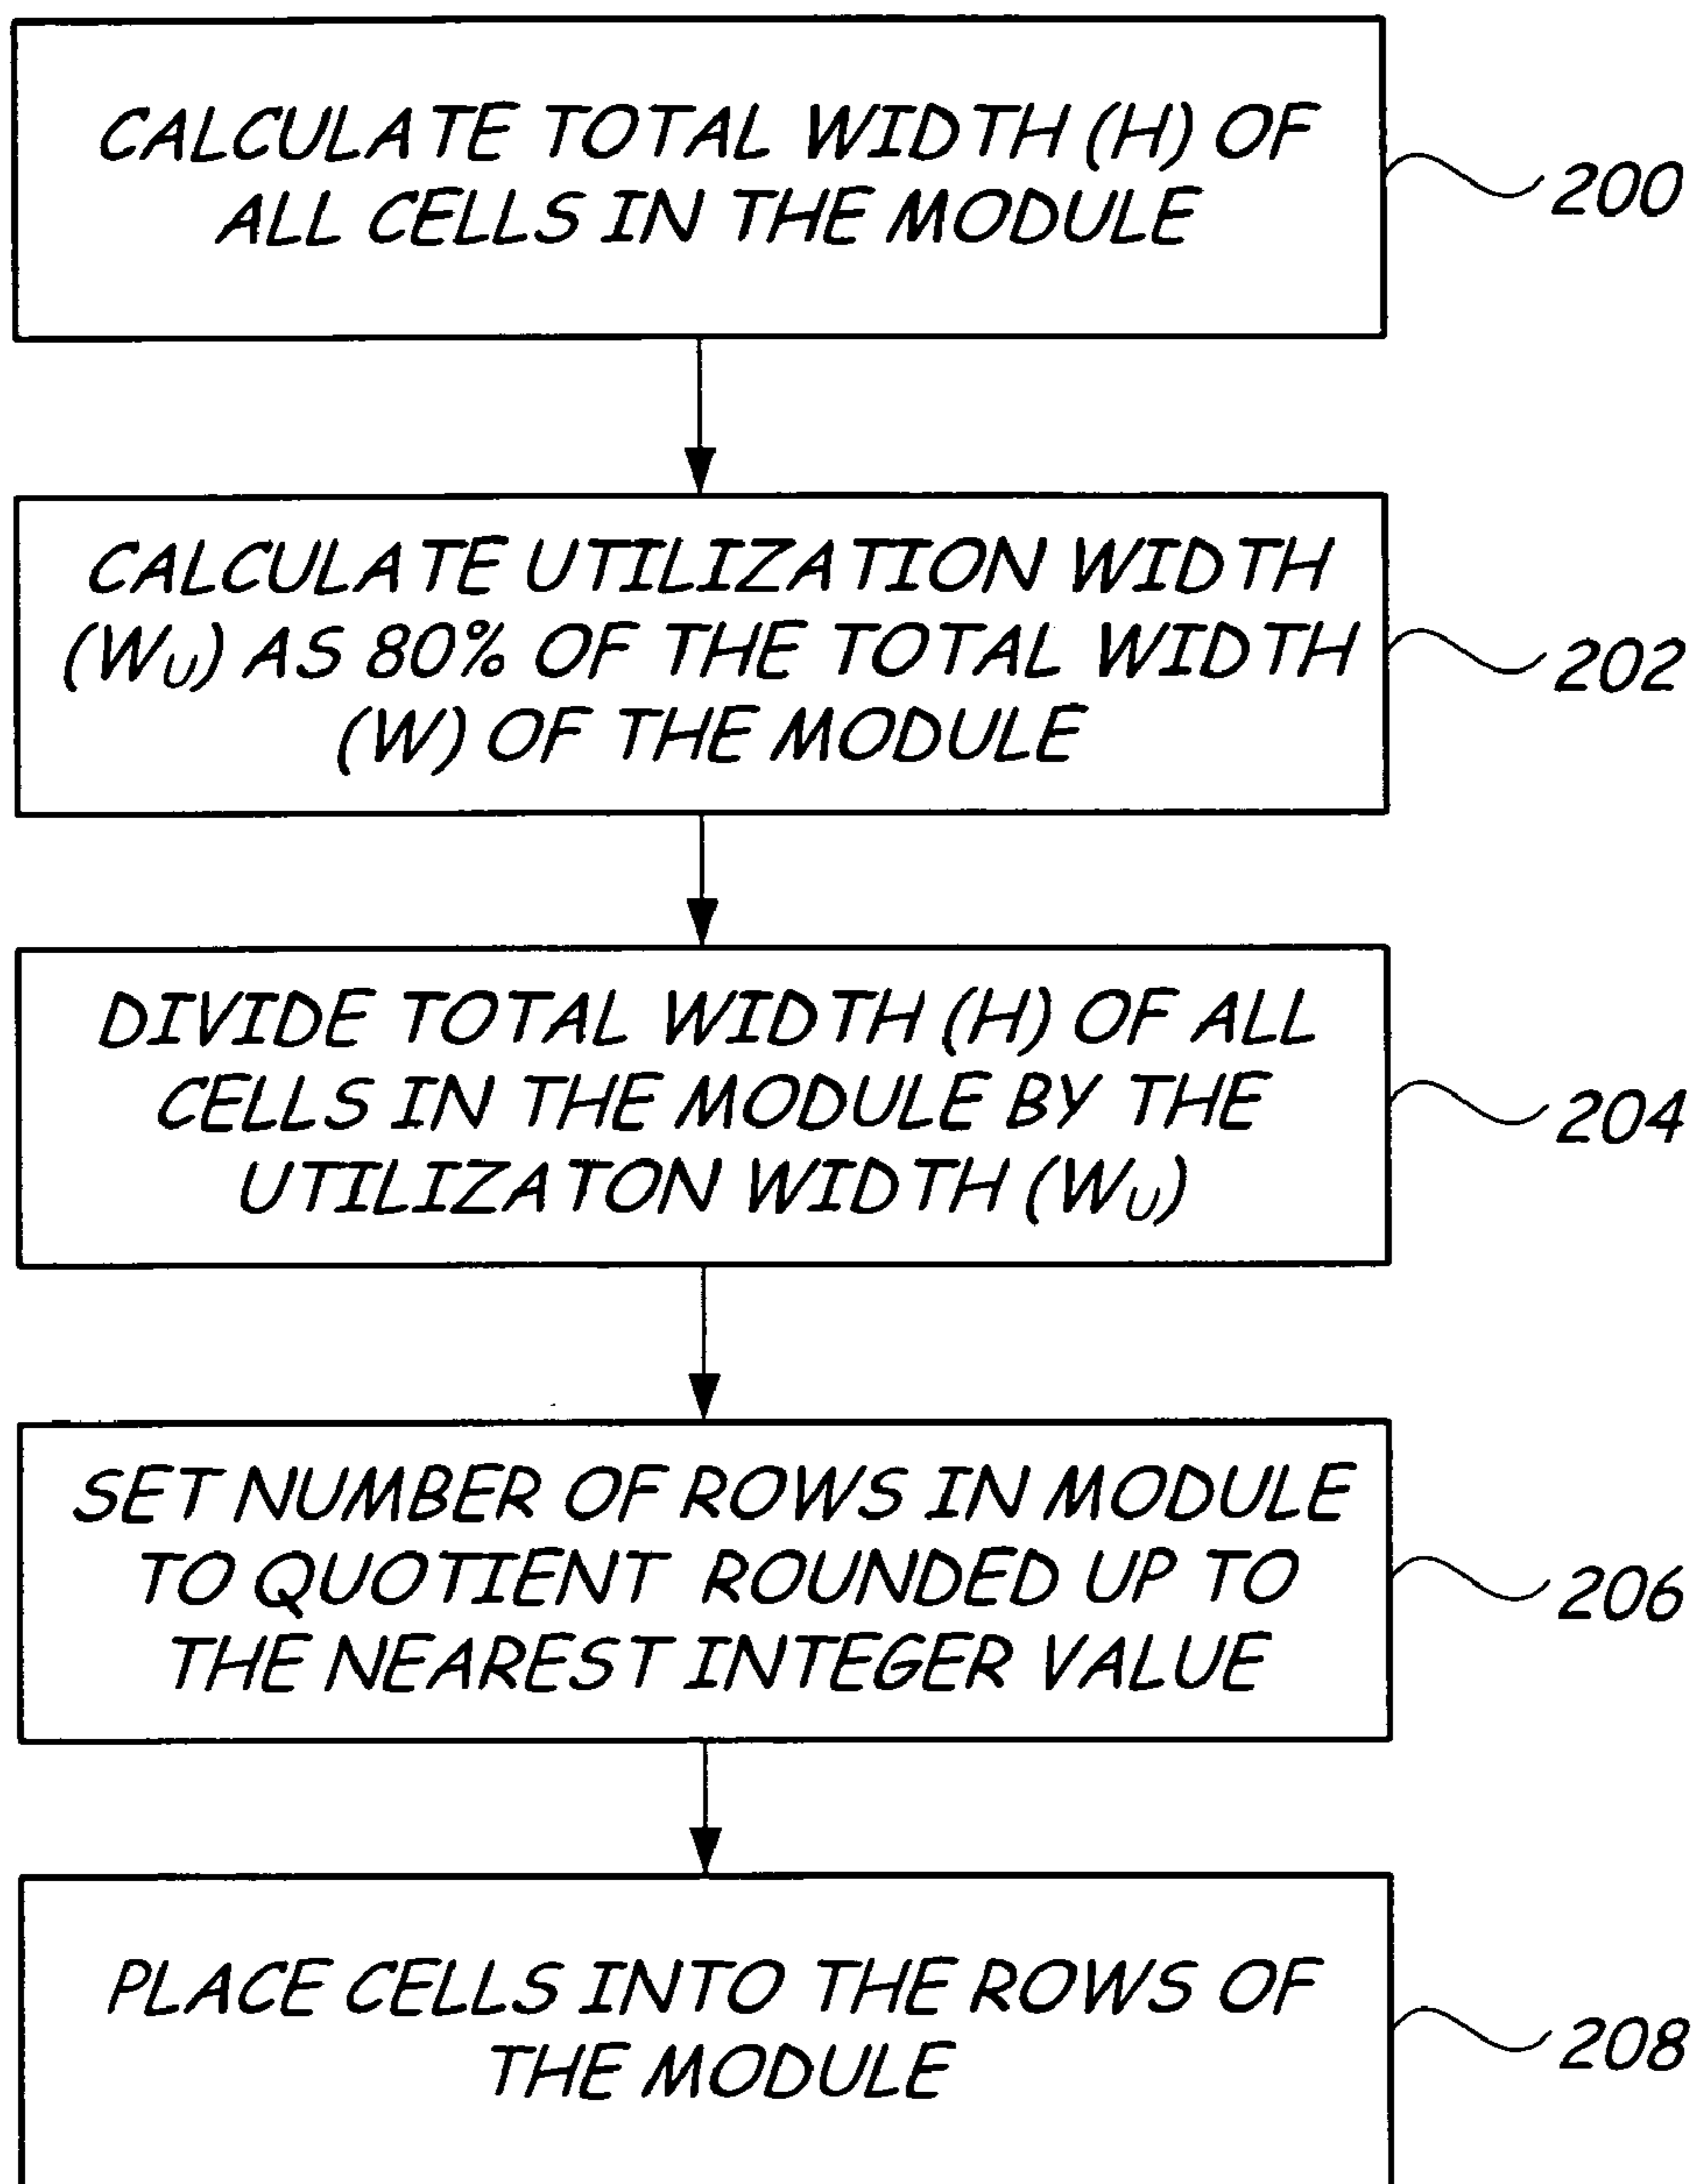 CALCULATE TOTAL WIDTH (H) OF
ALL CELLS IN THE MODULE
200
CALCULATE UTILIZATION WIDTH
(WU) AS 80% OF THE TOTAL WIDTH
(W) OF THE MODULE
202
DIVIDE TOTAL WIDTH (H) OF ALL
CELLS IN THE MODULE BY THE
UTILIZATON WIDTH (WU)
204
SET NUMBER OF ROWS IN MODULE
TO QUOTIENT ROUNDED UP TO
THE NEAREST INTEGER VALUE
206
PLACE CELLS INTO THE ROWS OF
THE MODULE
208